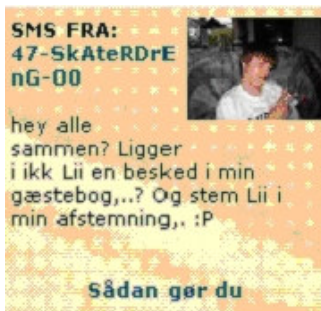 SMS FRA:
47-SkAteRDrE
nG-OO
hey alle
sammen? Ligger
i ikk Lii en besked i min
gæstebog,..? Og stem Lii i
min afstemning,. :P
Sådan gør du